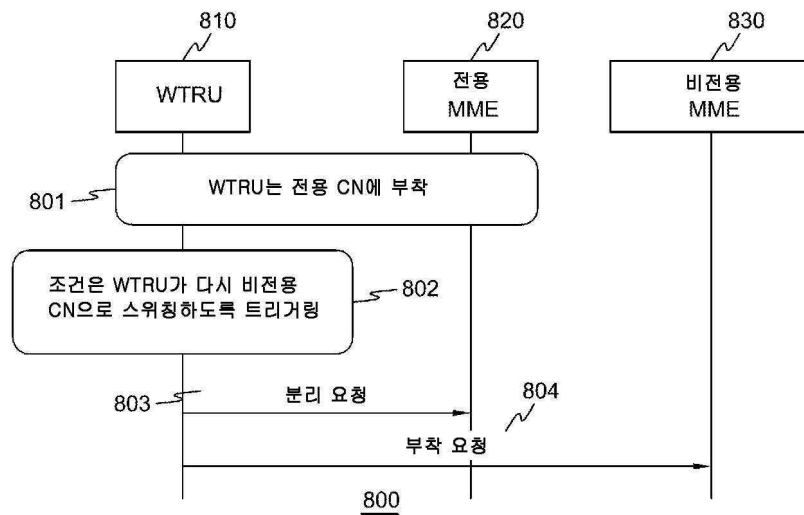 810
820
830
WTRU
전용
MME
비전용
MME
801
WTRU는 전용 CN에 부착
조건은 WTRU가 다시 비전용
CN으로 스위칭하도록 트리거링
802
803
분리 요청
804
부착 요청
800